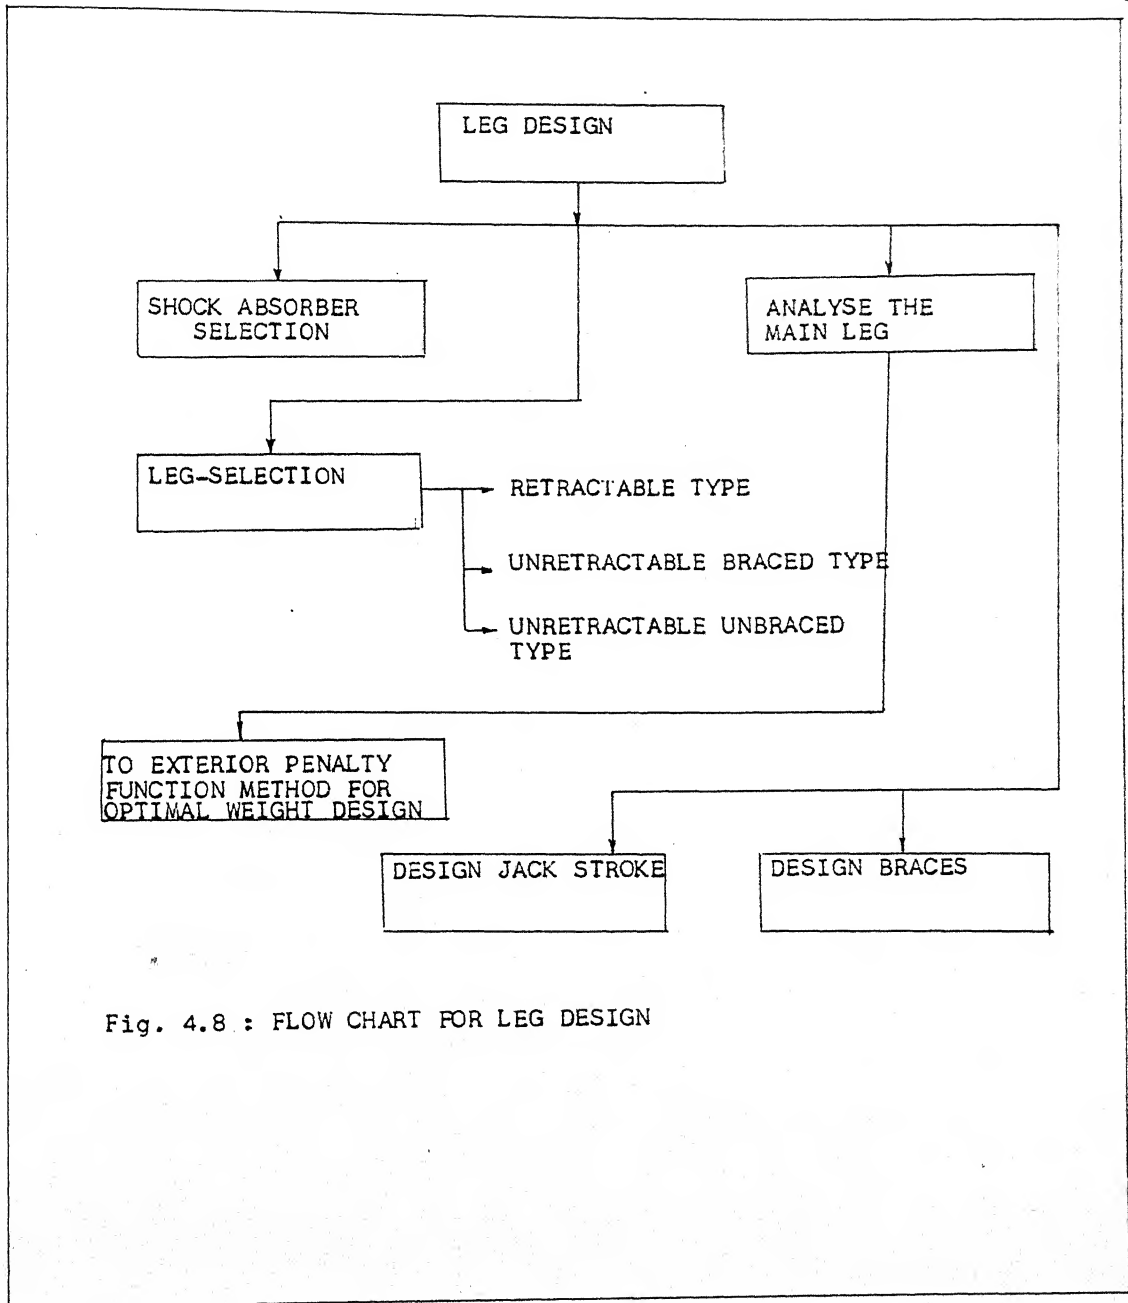 LEG DESIGN
SHOCK ABSORBER
SELECTION
ANALYSE THE
MAIN LEG
LEG-SELECTION
RETRACTABLE TYPE
UNRETRACTABLE BRACED TYPE
UNRETRACTABLE UNBRACED
TYPE
TO EXTERIOR PENALTY
FUNCTION METHOD FOR
OPTIMAL WEIGHT DESIGN
DESIGN JACK STROKE
DESIGN BRACES
Fig. 4.8 : FLOW CHART FOR LEG DESIGN